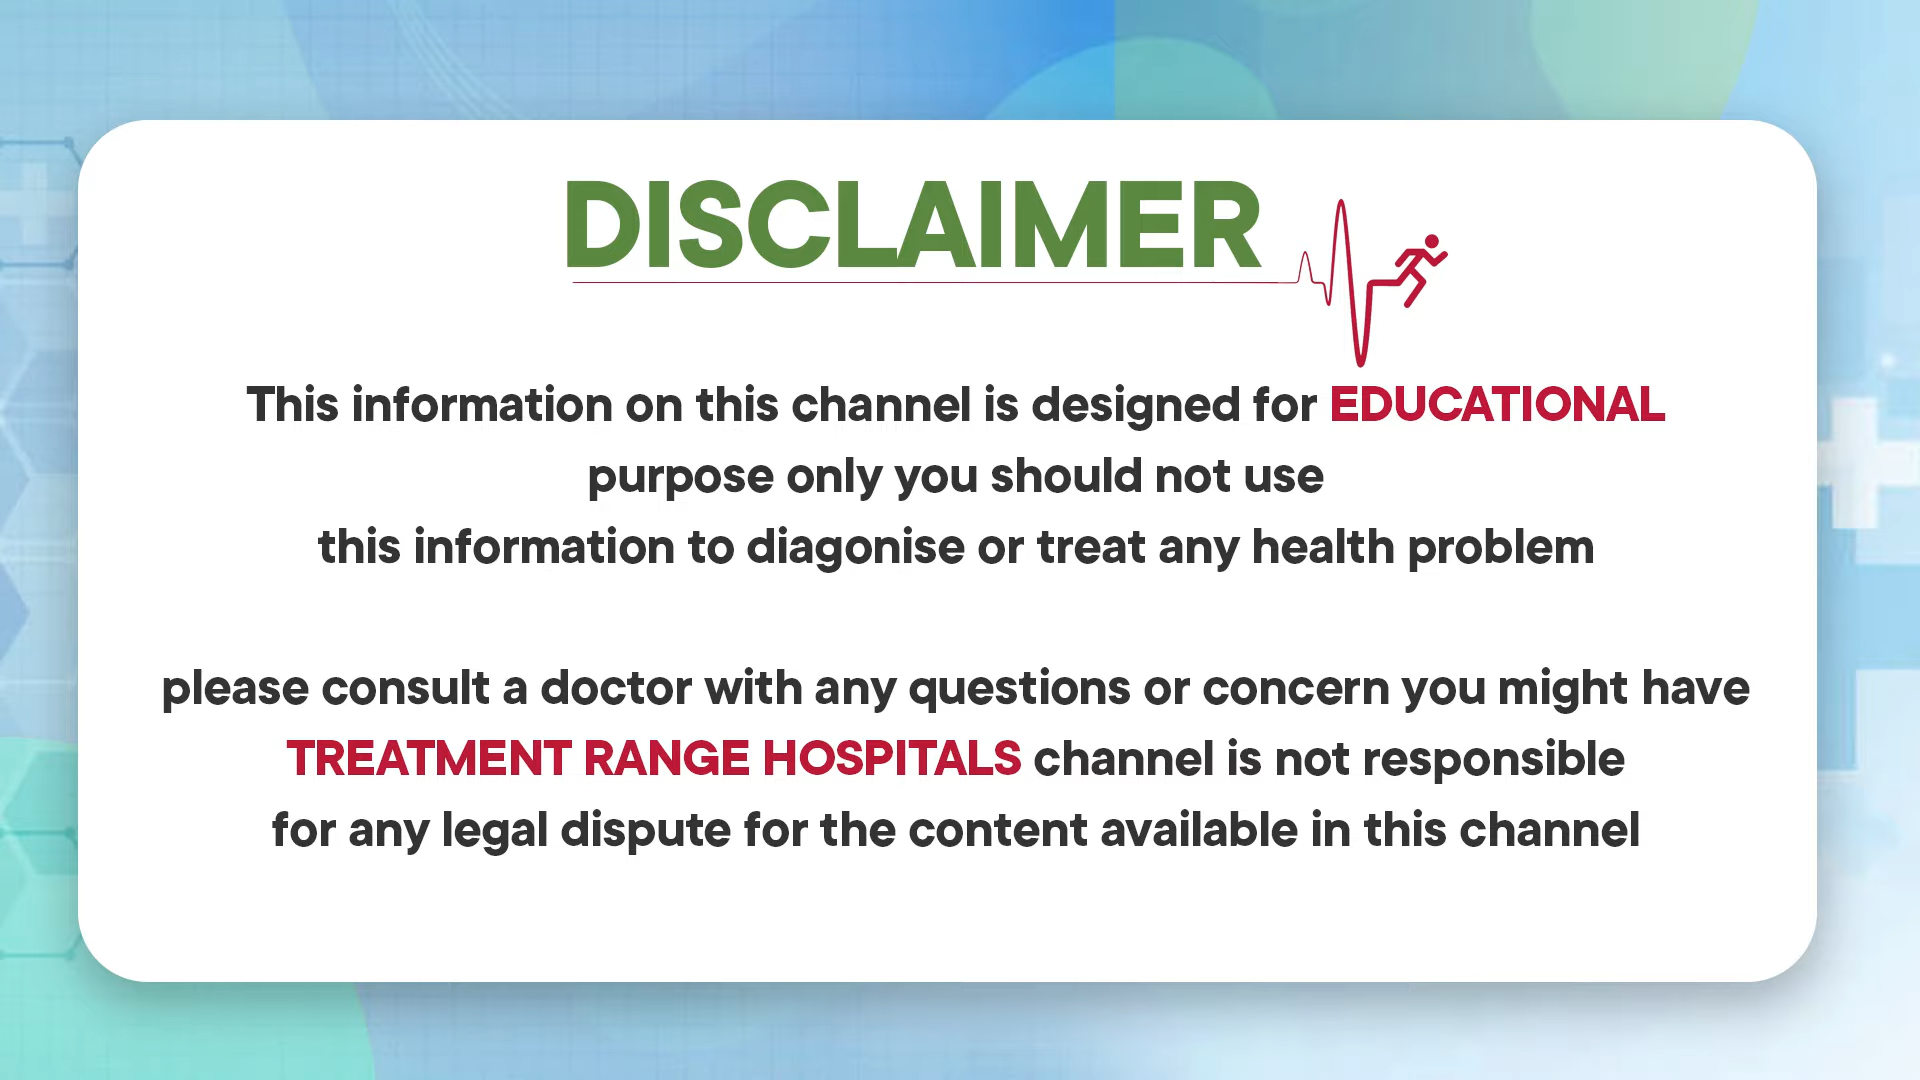 DISCLAIMER
This information on this channel is designed for EDUCATIONAL
purpose only you should not use
this information to diagonise or treat any health problem
please consult a doctor with any questions or concern you might have
TREATMENT RANGE HOSPITALS channel is not responsible
for any legal dispute for the content available in this channel